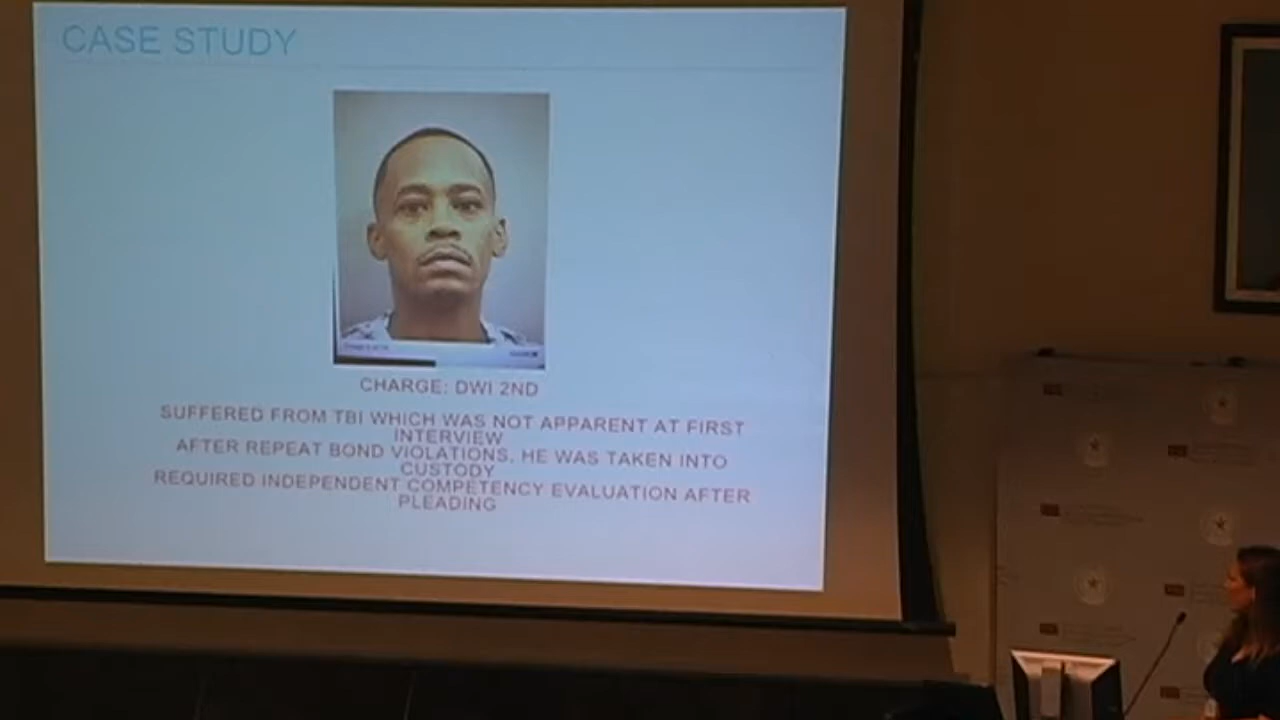 CASE STUDY
CHARGE: DWI 2ND
SUFFERED FROM TBI WHICH WAS NOT APPARENT AT FIRST
INTERVIEW
AFTER REPEAT BOND VIOLATIONS, HE WAS TAKEN INTO
CUSTODY
REQUIRED INDEPENDENT COMPETENCY EVALUATION AFTER
PLEADING